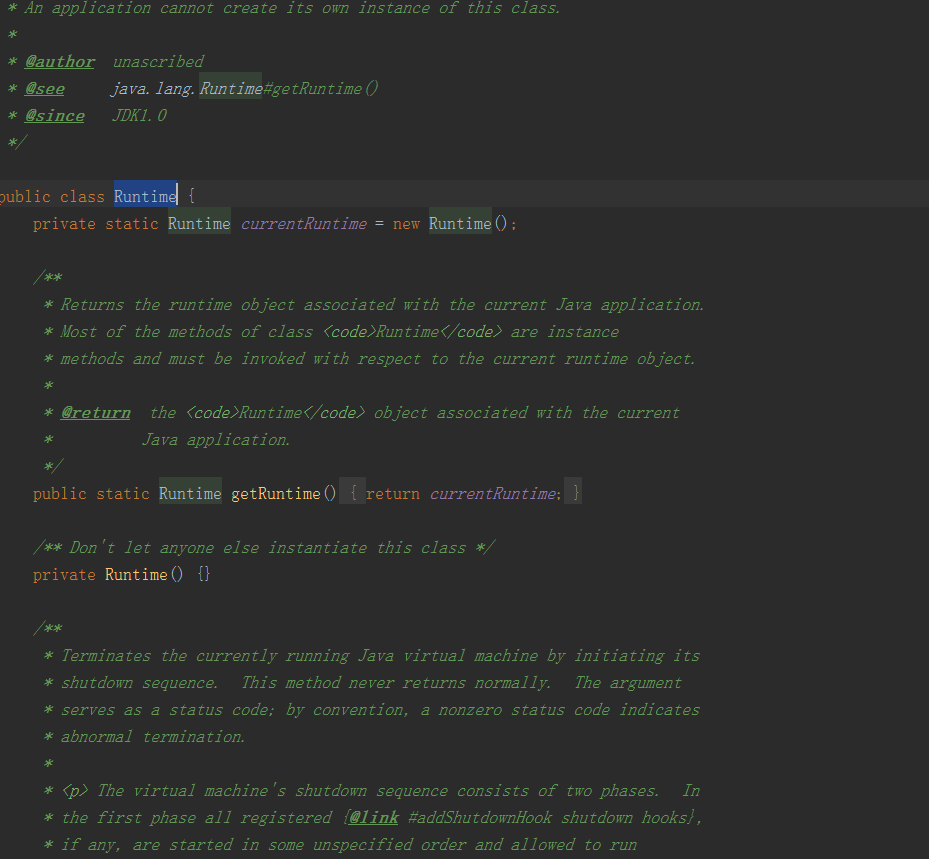 * An application cannot create its own instance of this class.
*
* @author  unascribed
* @see     java.lang.Runtime#getRuntime()
* @since   JDK1.0
*/
public class Runtime {
    private static Runtime currentRuntime = new Runtime();
    /**
     * Returns the runtime object associated with the current Java application.
     * Most of the methods of class <code>Runtime</code> are instance
     * methods and must be invoked with respect to the current runtime object.
     *
     * @return  the <code>Runtime</code> object associated with the current
     *          Java application.
     */
    public static Runtime getRuntime() { return currentRuntime; }
    /** Don't let anyone else instantiate this class */
    private Runtime() {}
    /**
     * Terminates the currently running Java virtual machine by initiating its
     * shutdown sequence.  This method never returns normally.  The argument
     * serves as a status code; by convention, a nonzero status code indicates
     * abnormal termination.
     *
     * <p> The virtual machine's shutdown sequence consists of two phases.  In
     * the first phase all registered {@link #addShutdownHook shutdown hooks},
     * if any, are started in some unspecified order and allowed to run